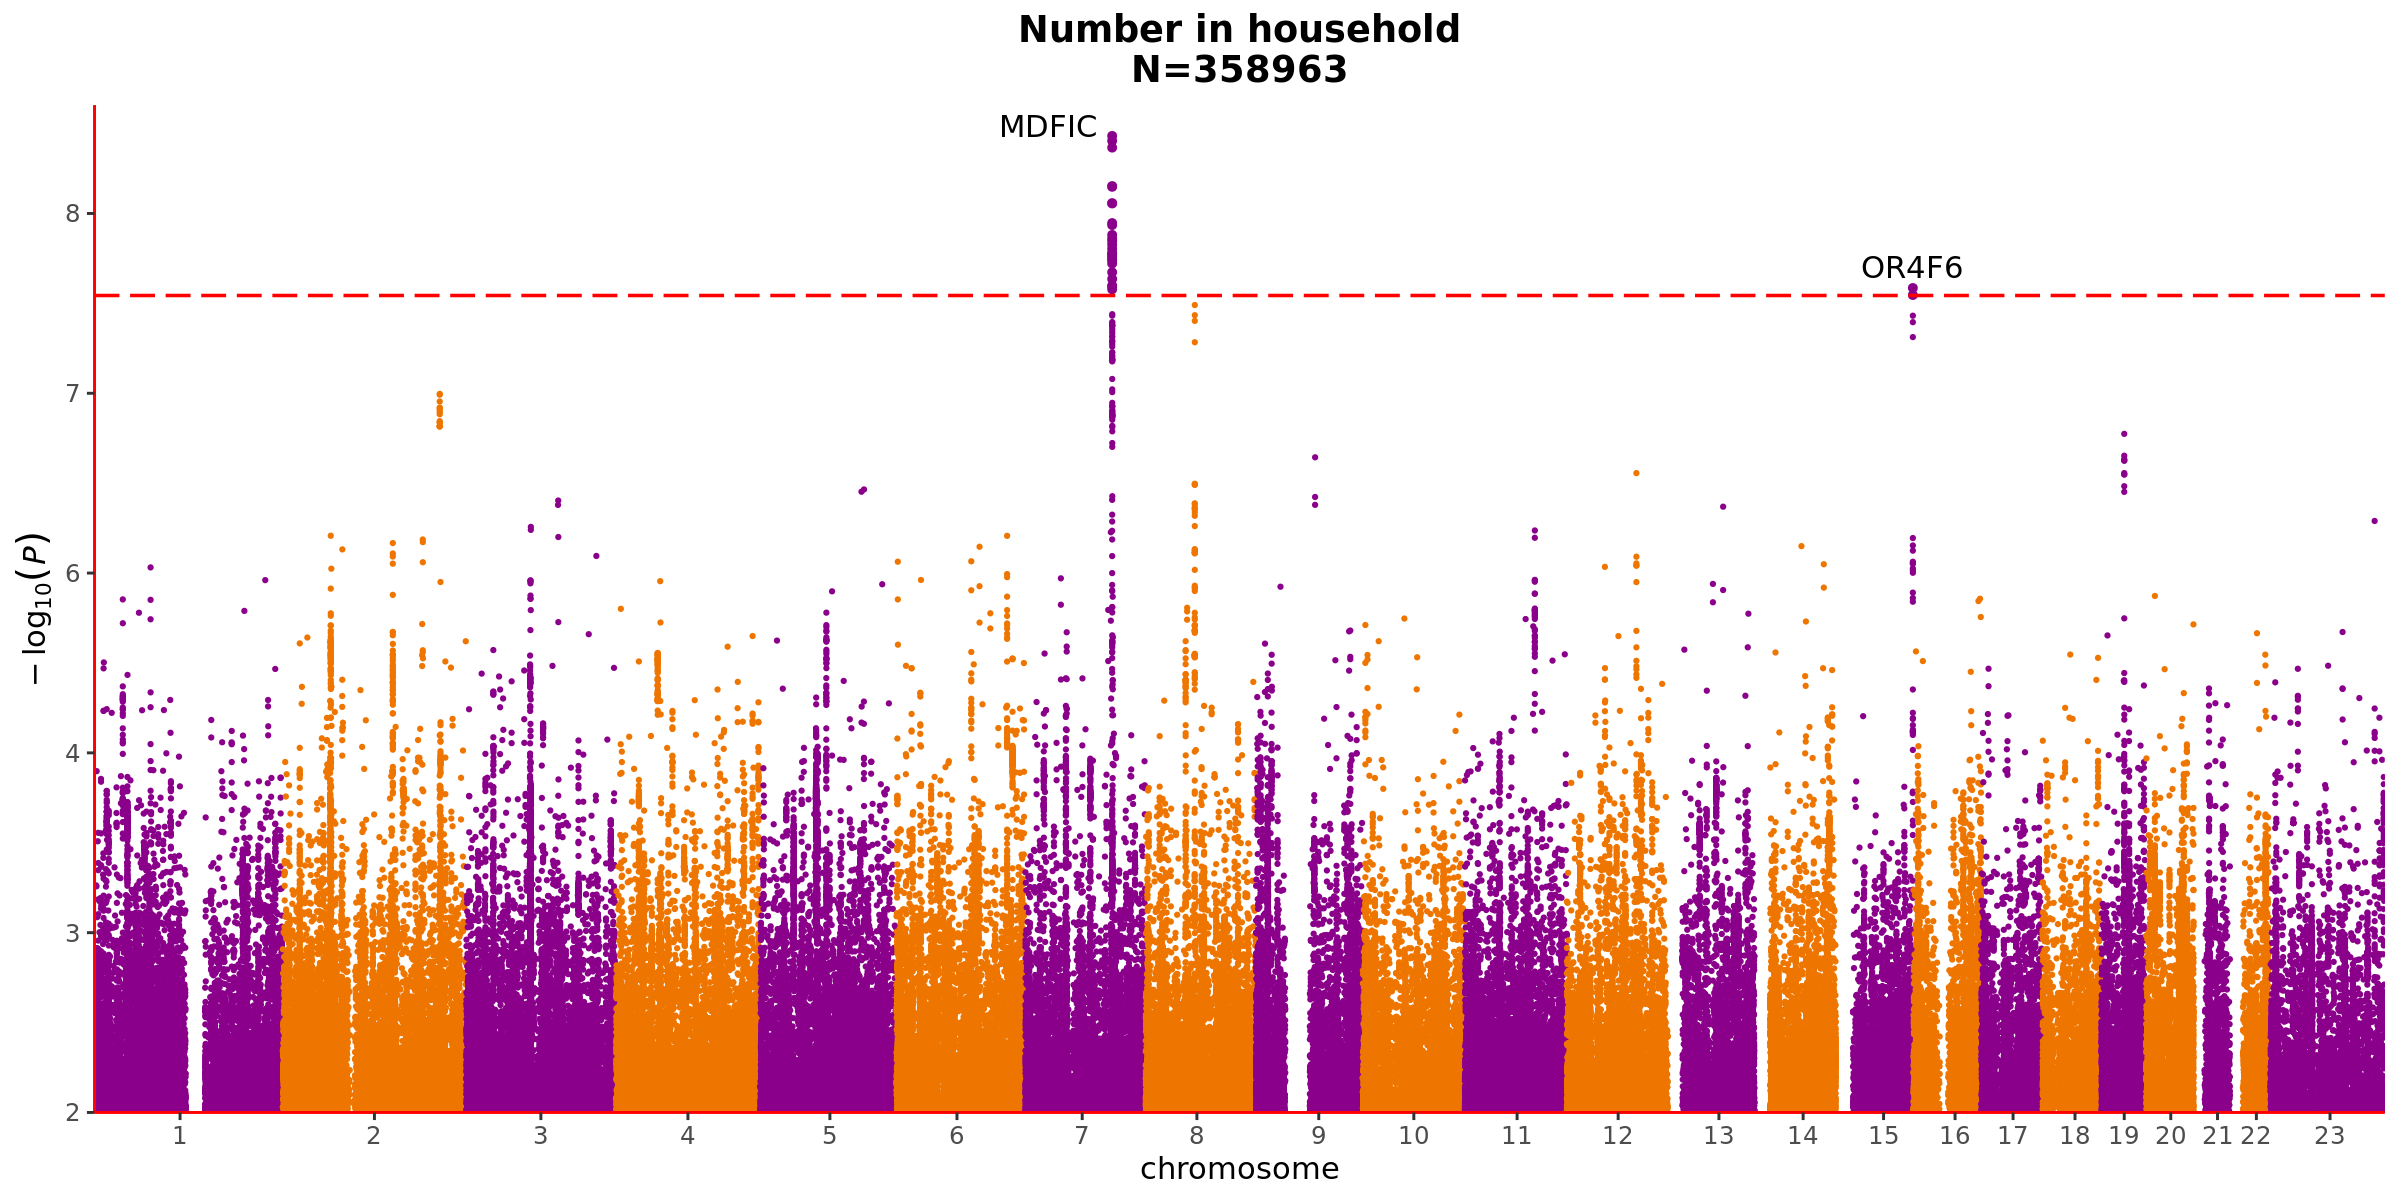 Number in household
N=358963
MDFIC
OR4F6
8
7
6
4
3
2
−log10(P)
1 2 3 4 5 6 7 8 9 10 11 12 13 14 15 16 17 18 19 20 21 22 23
chromosome